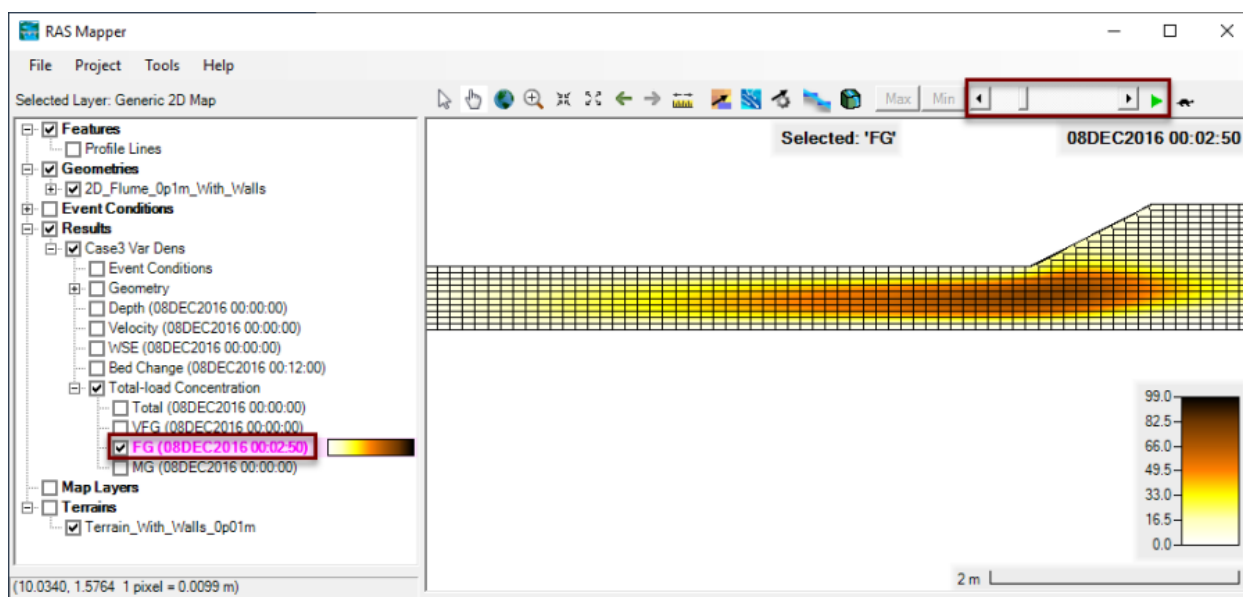 RAS Mapper
File Project Tools Help
Selected Layer: Generic 2D Map
Max Min
Features
Profile Lines
Geometries
2D_Flume_0p1m_With_Walls
Event Conditions
Results
Case3 Var Dens
Event Conditions
Geometry
Depth (08DEC2016 00:00:00)
Velocity (08DEC2016 00:00:00)
WSE (08DEC2016 00:00:00)
Bed Change (08DEC2016 00:12:00)
Total-load Concentration
Total (08DEC2016 00:00:00)
VFG (08DEC2016 00:00:00)
FG (08DEC2016 00:02:50)
MG (08DEC2016 00:00:00)
Map Layers
Terrains
Terrain_With_Walls_0p01m
(10.0340, 1.5764 1 pixel = 0.0099 m)
Selected: 'FG'
08DEC2016 00:02:50
99.0
82.5
66.0
49.5
33.0
16.5
0.0
2 m